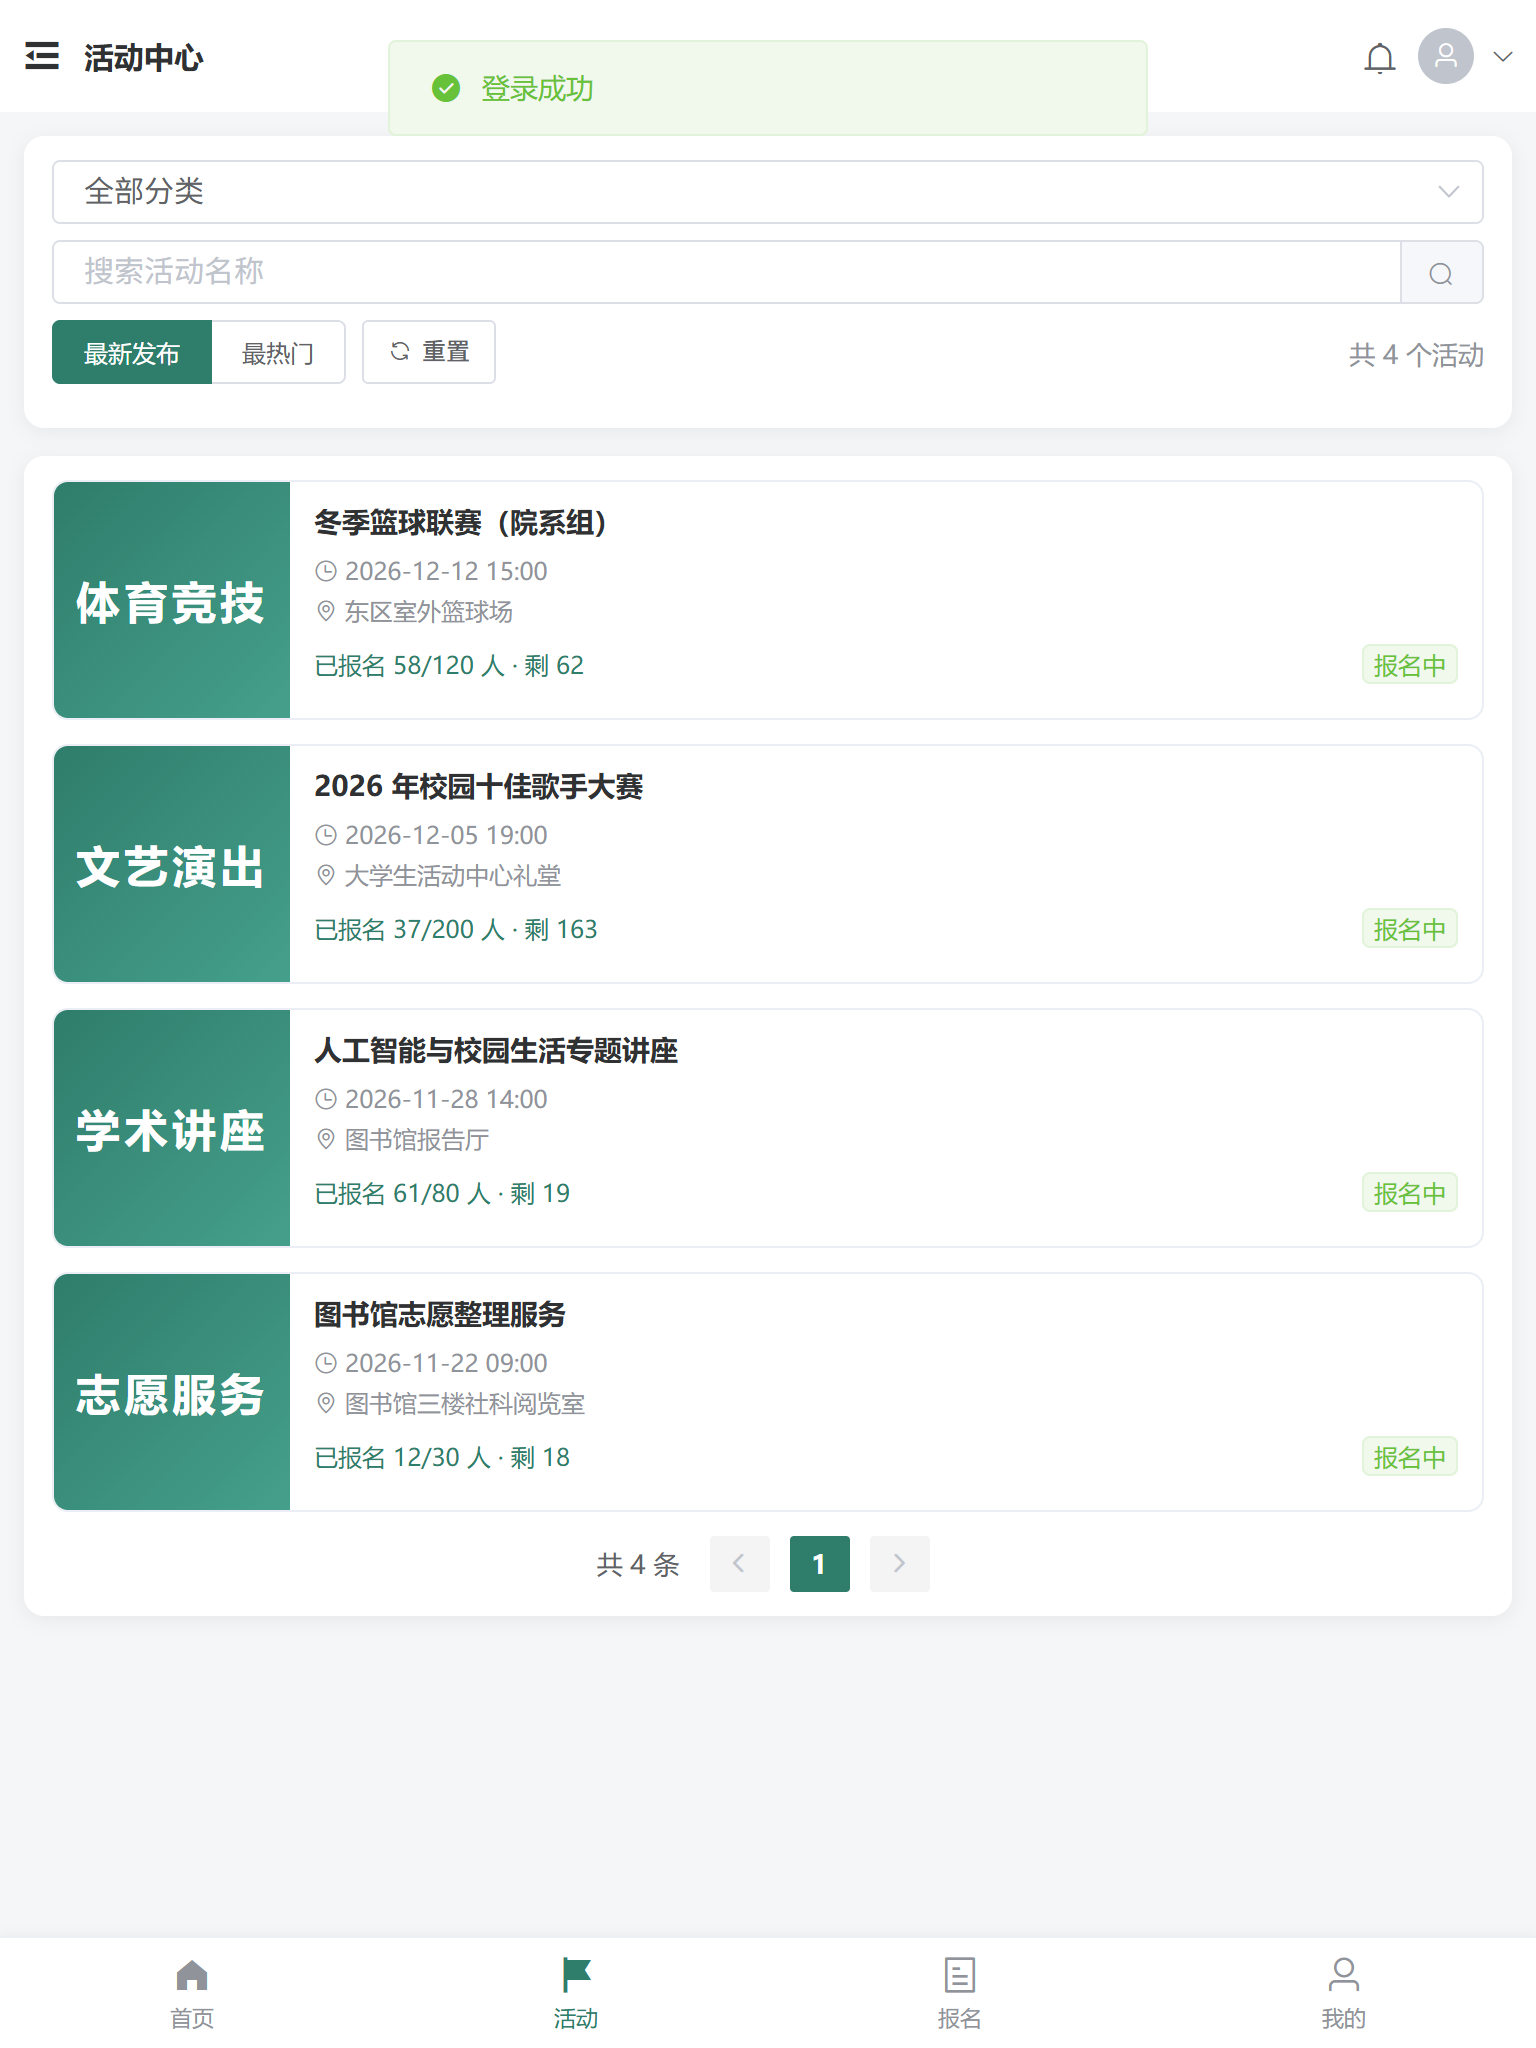 活动中心
登录成功
全部分类
搜索活动名称
最新发布
最热门
重置
共 4 个活动
体育竞技
冬季篮球联赛（院系组）
2026-12-12 15:00
东区室外篮球场
已报名 58/120 人 · 剩 62
报名中
文艺演出
2026 年校园十佳歌手大赛
2026-12-05 19:00
大学生活动中心礼堂
已报名 37/200 人 · 剩 163
报名中
学术讲座
人工智能与校园生活专题讲座
2026-11-28 14:00
图书馆报告厅
已报名 61/80 人 · 剩 19
报名中
志愿服务
图书馆志愿整理服务
2026-11-22 09:00
图书馆三楼社科阅览室
已报名 12/30 人 · 剩 18
报名中
共 4 条
1
首页
活动
报名
我的